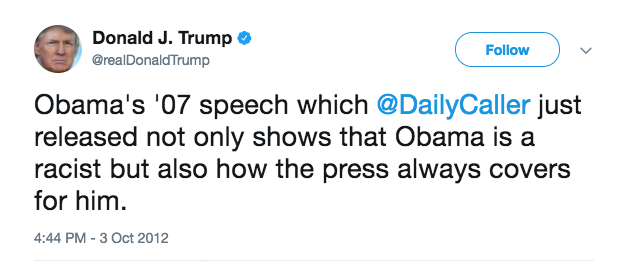 Donald J. Trump
@realDonaldTrump
Follow
Obama's '07 speech which @DailyCaller just
released not only shows that Obama is a
racist but also how the press always covers
for him.
4:44 PM - 3 Oct 2012